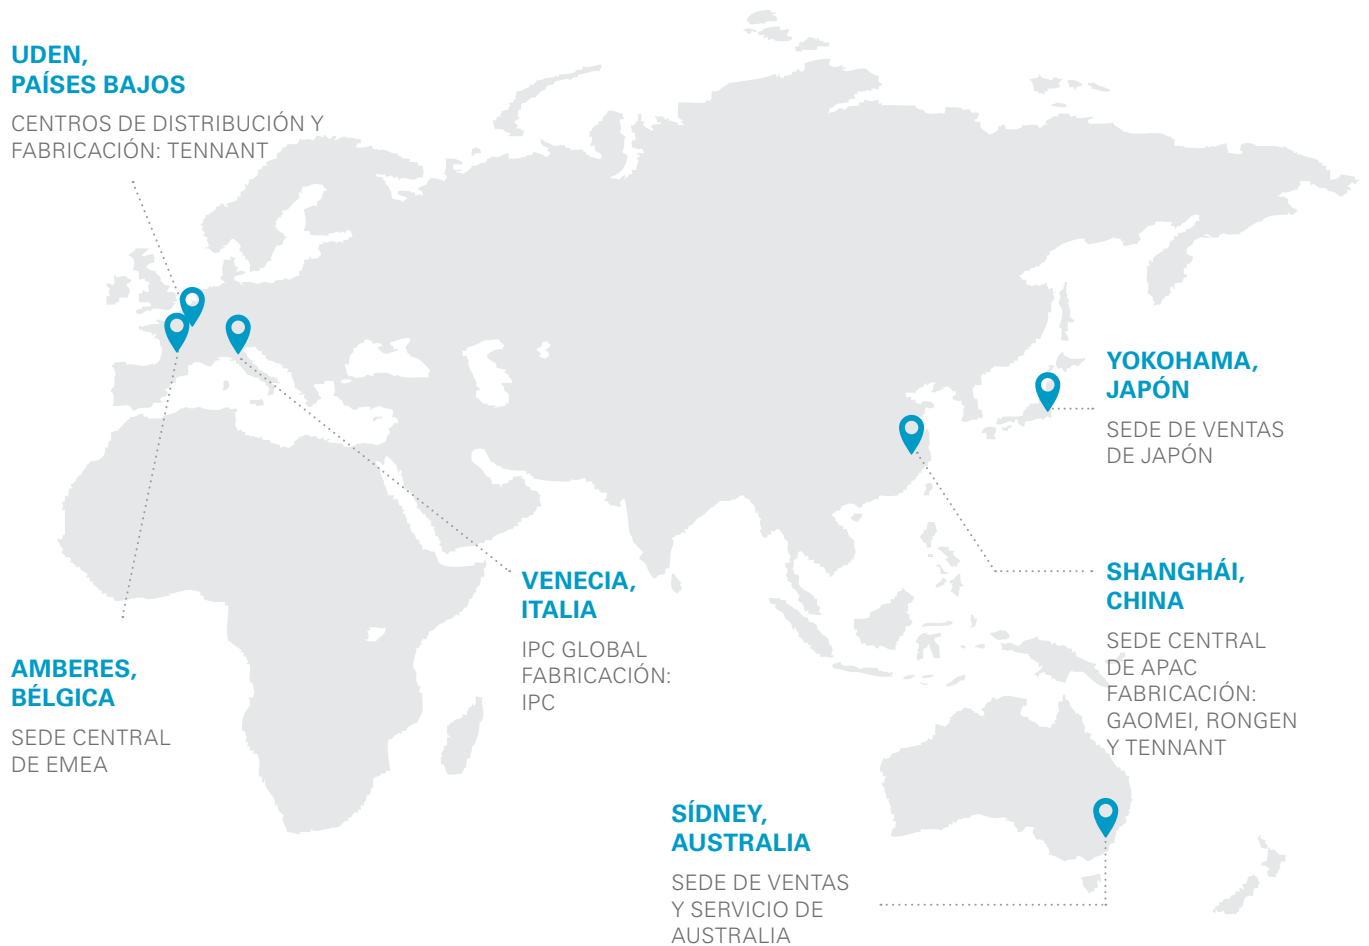 UDEN,
PAÍSES BAJOS
CENTROS DE DISTRIBUCIÓN Y
FABRICACIÓN: TENNANT
YOKOHAMA,
JAPÓN
SEDE DE VENTAS
DE JAPÓN
VENECIA,
ITALIA
IPC GLOBAL
FABRICACIÓN:
IPC
SHANGHÁI,
CHINA
SEDE CENTRAL
DE APAC
FABRICACIÓN:
GAOMEI, RONGEN
Y TENNANT
AMBERES,
BÉLGICA
SEDE CENTRAL
DE EMEA
SÍDNEY,
AUSTRALIA
SEDE DE VENTAS
Y SERVICIO DE
AUSTRALIA